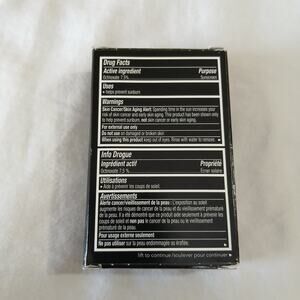 Drug Facts
Active ingredient Purpose
Octinoxate 7.5% Sunscreen
Uses
• helps prevent sunburn
Warnings
Skin Cancer/Skin Aging Alert: Spending time in the sun increases your
risk of skin cancer and early skin aging. This product has been shown only
to help prevent sunburn, not skin cancer or early skin aging.
For external use only
Do not use on damaged or broken skin
When using this product keep out of eyes. Rinse with water to remove.
Info Drogue
Ingrédient actif Propriété
Octinoxate 7,5 % Écran solaire
Utilisations
• Aide à prévenir les coups de soleil
Avertissements
Alerte cancer/vieillissement de la peau : L'exposition au soleil
augmente les risques de cancer de la peau et du vieillissement
prématuré de la peau. Il a été démontré que ce produit
aide seulement à prévenir les coups de soleil
et non pas le cancer de la peau ou le vieillissement
prématuré de la peau.
Pour usage externe seulement
Ne pas utiliser sur la peau endommagée ou éraflée.
lift to continue/soulever pour continuer